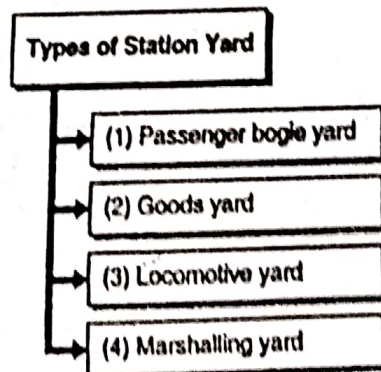 Types of Station Yard
(1) Passenger bogie yard
(2) Goods yard
(3) Locomotive yard
(4) Marshalling yard